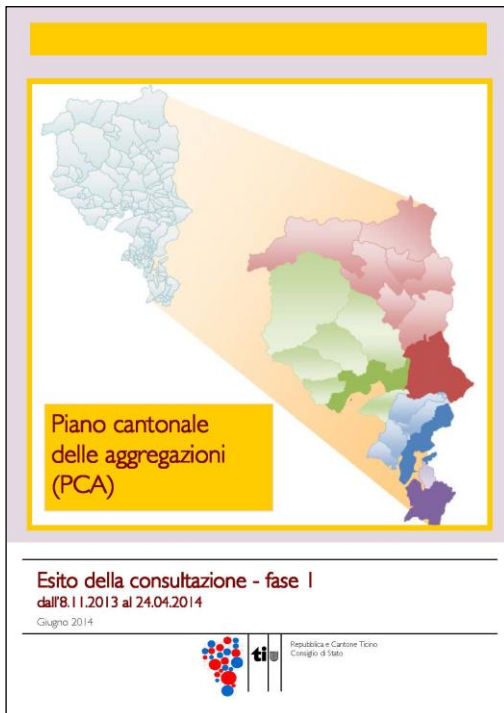 Piano cantonale
delle aggregazioni
(PCA)
Esito della consultazione - fase 1
dall'8.11.2013 al 24.04.2014
Giugno 2014
ti
Repubblica e Cantone Ticino
Consiglio di Stato